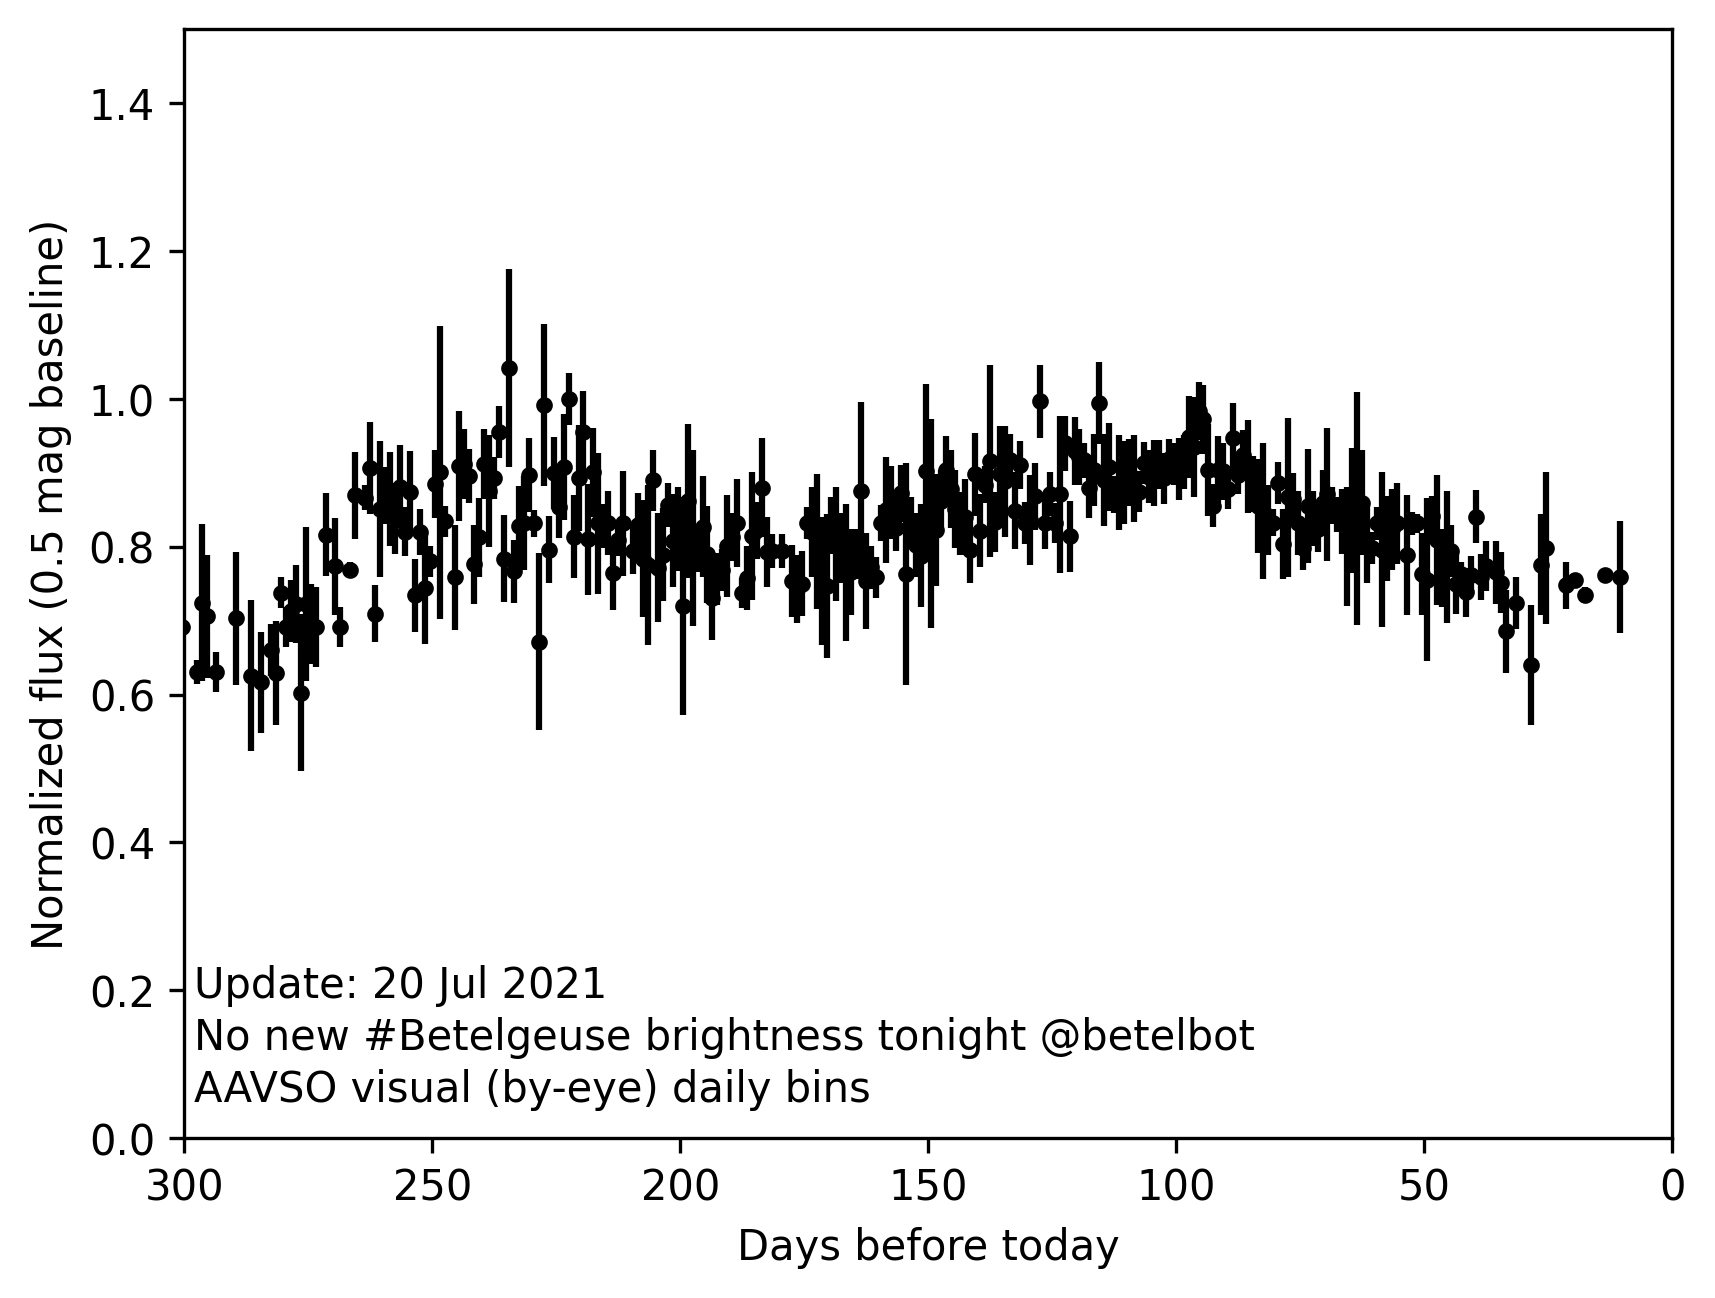 Normalized flux (0.5 mag baseline)
1.4
1.2
1.0
0.8
0.6
0.4
0.2
0.0
Update: 20 Jul 2021
No new #Betelgeuse brightness tonight @betelbot
AAVSO visual (by-eye) daily bins
300 250 200 150 100 50 0
Days before today